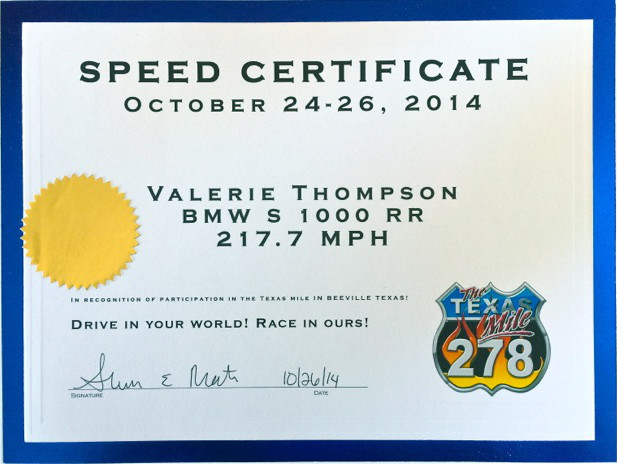 SPEED CERTIFICATE
OCTOBER 24-26, 2014
VALERIE THOMPSON
BMW S 1000 RR
217.7 MPH
IN RECOGNITION OF PARTICIPATION IN THE TEXAS MILE IN BEEVILLE TEXAS!
DRIVE IN YOUR WORLD! RACE IN OURS!
10/26/14
SIGNATURE
DATE
The
TEXAS
Mile
278